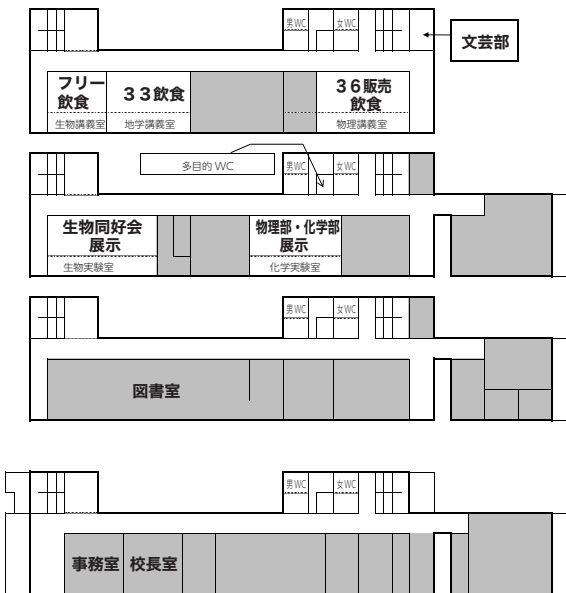 男WC
女WC
文芸部
フリー
飲食
３３飲食
３６販売
飲食
生物講義室
地学講義室
物理講義室
多目的 WC
男WC
女WC
生物同好会
展示
物理部・化学部
展示
生物実験室
化学実験室
男WC
女WC
図書室
男WC
女WC
事務室
校長室